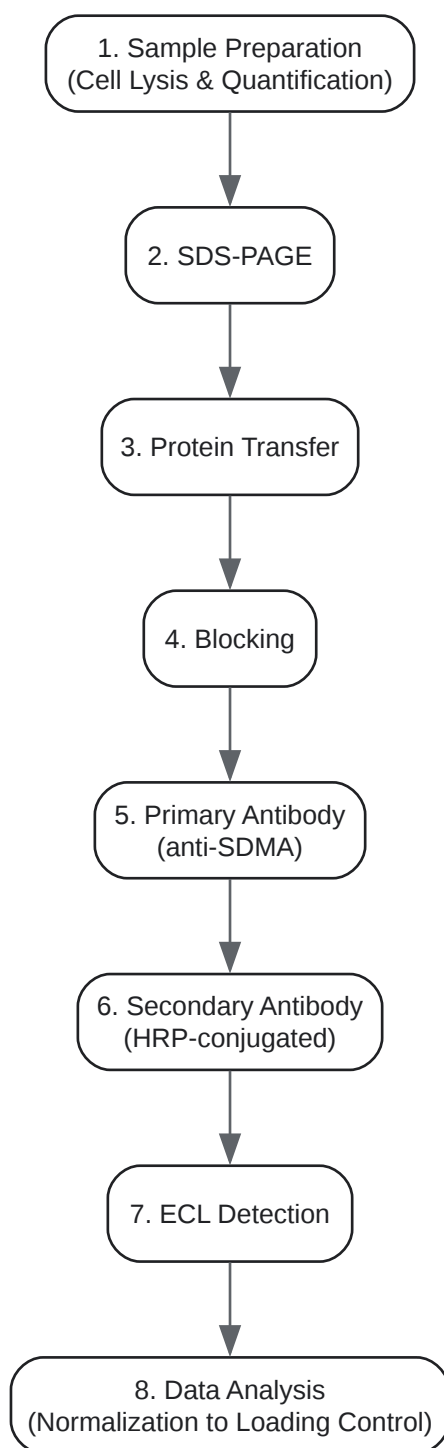 1. Sample Preparation
(Cell Lysis & Quantification)
2. SDS-PAGE
3. Protein Transfer
4. Blocking
5. Primary Antibody
(anti-SDMA)
6. Secondary Antibody
(HRP-conjugated)
7. ECL Detection
8. Data Analysis
(Normalization to Loading Control)